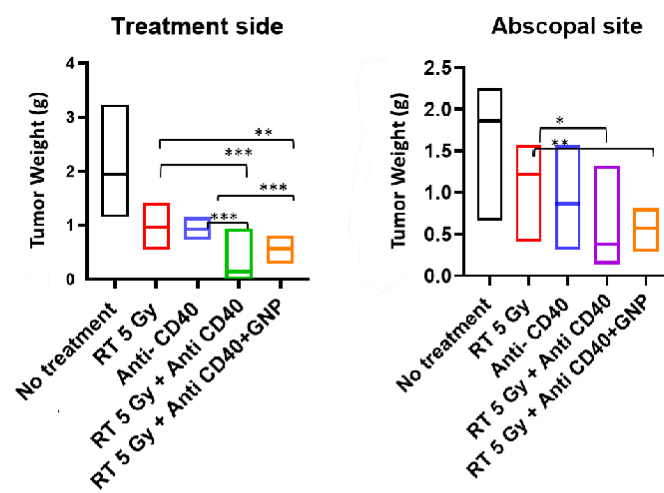 Treatment side
Tumor Weight (g)
4
3
2
1
0
**
***
***
***
No treatment
RT 5 Gy
Anti- CD40
RT 5 Gy + Anti CD40
RT 5 Gy + Anti CD40+GNP
Abscopal site
Tumor Weight (g)
2.5
2.0
1.5
1.0
0.5
0.0
*
**
No treatment
RT 5 Gy
Anti- CD40
RT 5 Gy + Anti CD40
RT 5 Gy + Anti CD40+GNP